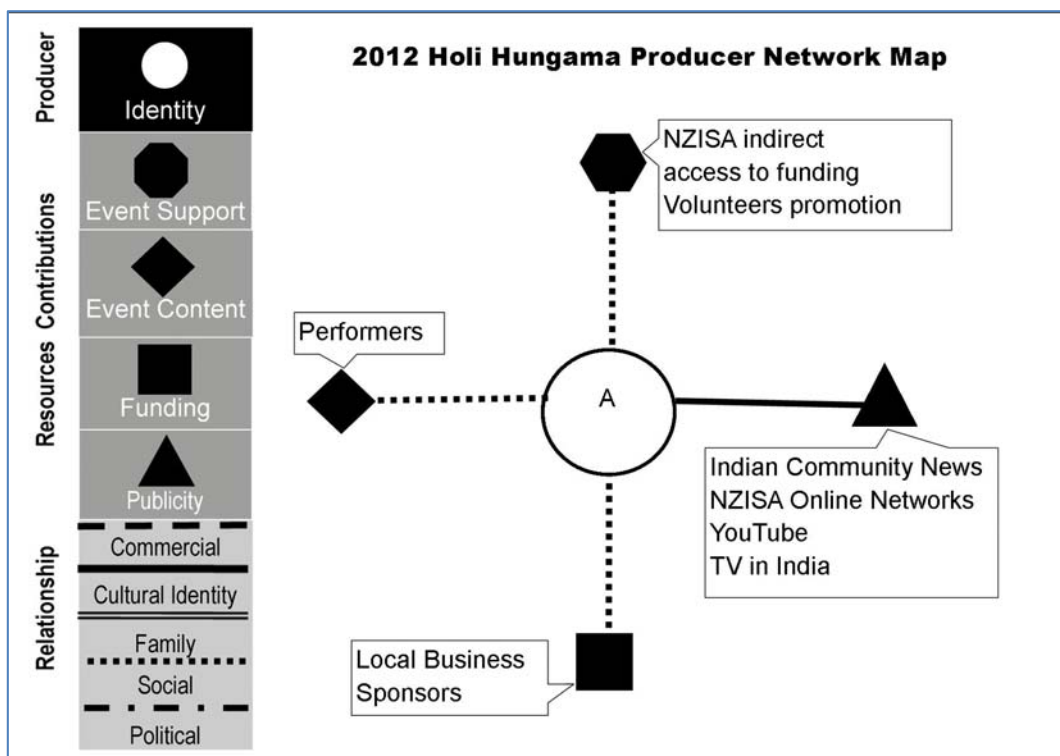 2012 Holi Hungama Producer Network Map
Producer
Identity
Resources Contributions
Event Support
Event Content
Funding
Publicity
Relationship
Commercial
Cultural Identity
Family
Social
Political
NZISA indirect
access to funding
Volunteers promotion
Performers
A
Indian Community News
NZISA Online Networks
YouTube
TV in India
Local Business
Sponsors